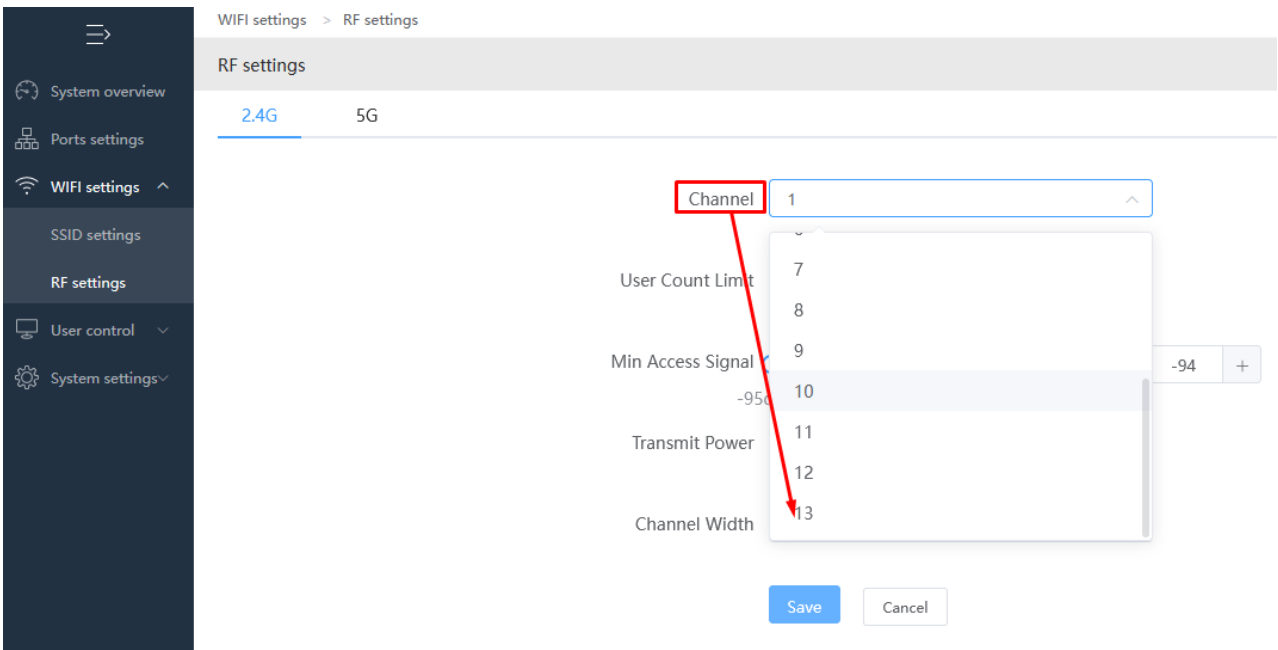 WIFI settings > RF settings
RF settings
2.4G 5G
System overview
Ports settings
WIFI settings
SSID settings
RF settings
User control
System settings
Channel 1
7
User Count Limit
8
9
Min Access Signal -94 +
10
-95
11
Transmit Power
12
13
Channel Width
Save Cancel